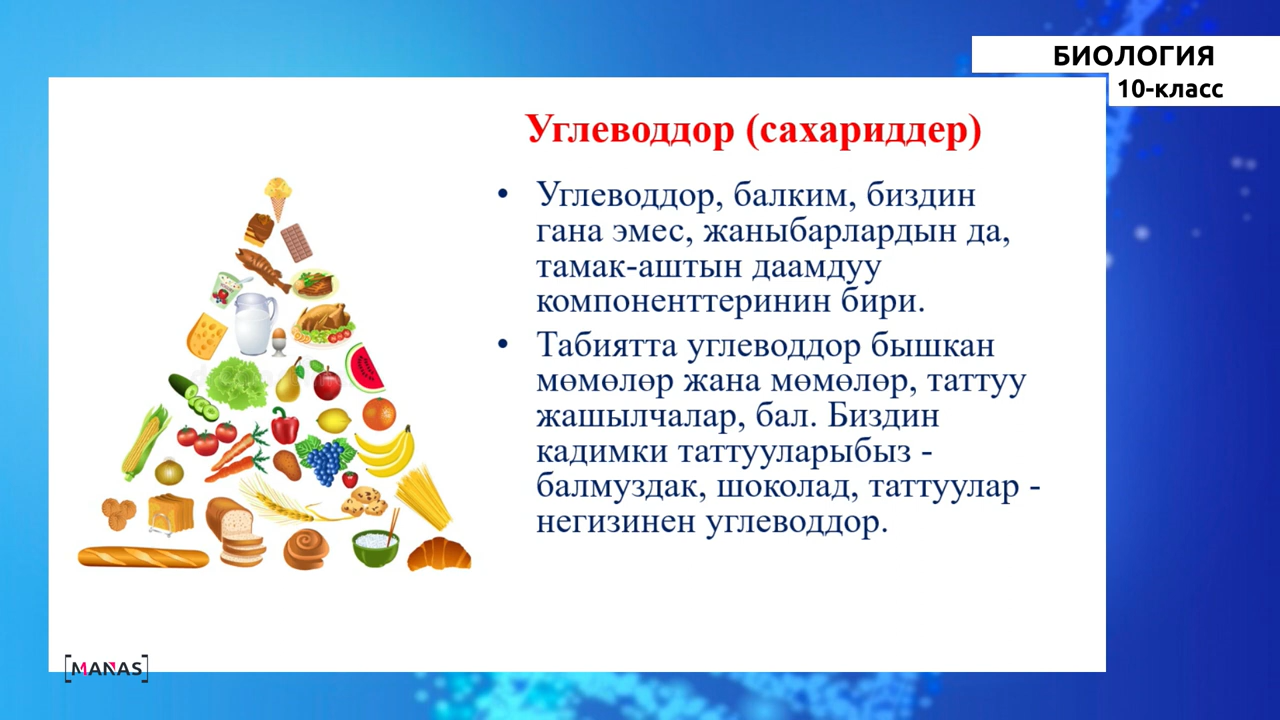 БИОЛОГИЯ
10-класс
Углеводдор (сахариддер)
• Углеводдор, балким, биздин
гана эмес, жаныбарлардын да,
тамак-аштын даамдуу
компоненттеринин бири.
• Табиятта углеводдор бышкан
мөмөлөр жана мөмөлөр, таттуу
жашылчалар, бал. Биздин
кадимки таттууларыбыз -
балмуздак, шоколад, таттуулар -
негизинен углеводдор.
[MANAS]